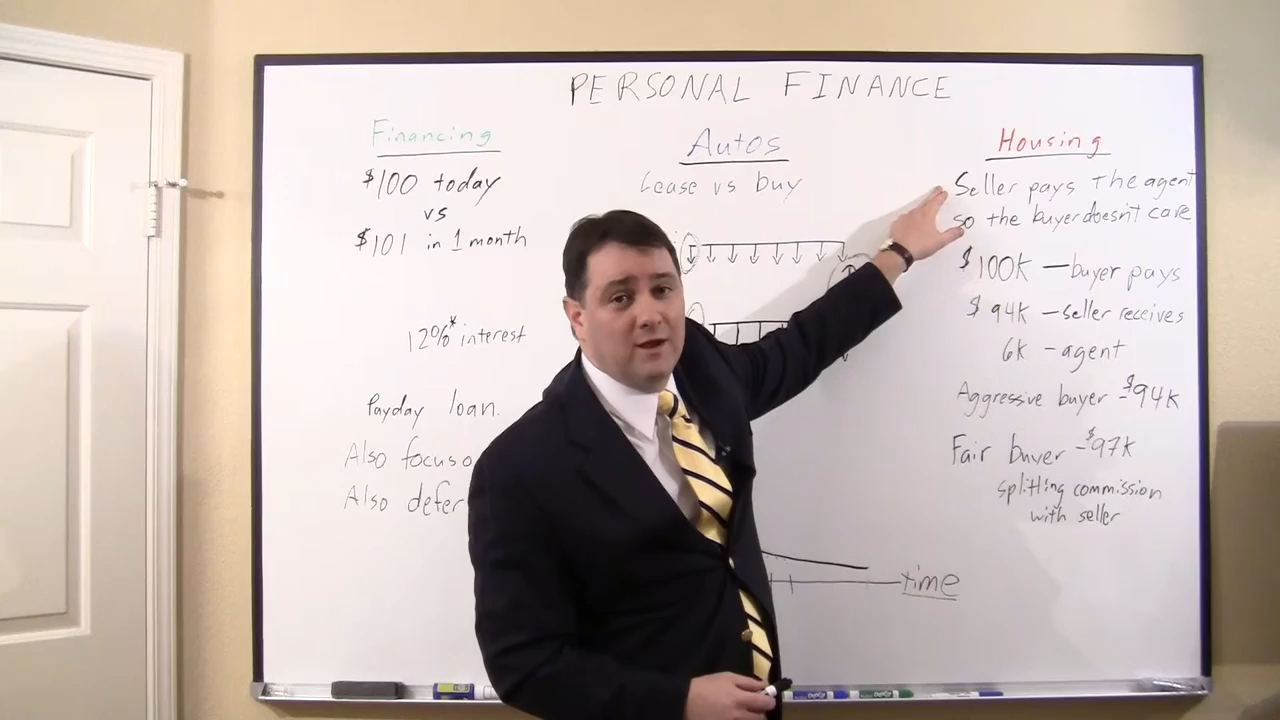 PERSONAL FINANCE
Financing
$100 today
vs
$101 in 1 month
12%* interest
Payday loan.
Also focus o
Also defer
Autos
Lease vs buy
time
Housing
Seller pays the agent
so the buyer doesn't care
$100K — buyer pays
$94K - seller receives
6K - agent
Aggressive buyer - $94K
Fair buyer - $97K
splitting commission
with seller